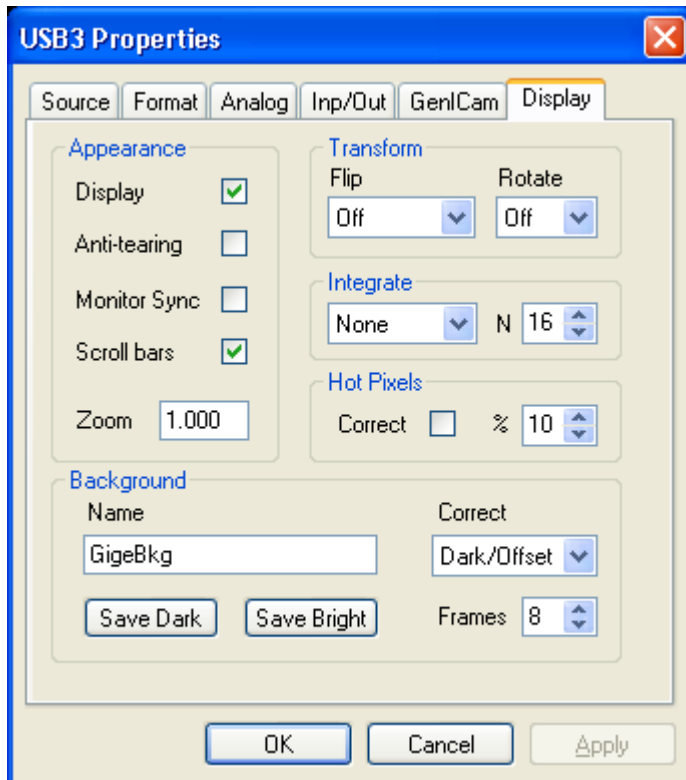 USB3 Properties
Source Format Analog Inp/Out GenICam Display
Appearance
Display
Anti-tearing
Monitor Sync
Scroll bars
Zoom 1.000
Transform
Flip Rotate
Off Off
Integrate
None N 16
Hot Pixels
Correct % 10
Background
Name Correct
GigeBkg Dark/Offset
Save Dark Save Bright Frames 8
OK Cancel Apply